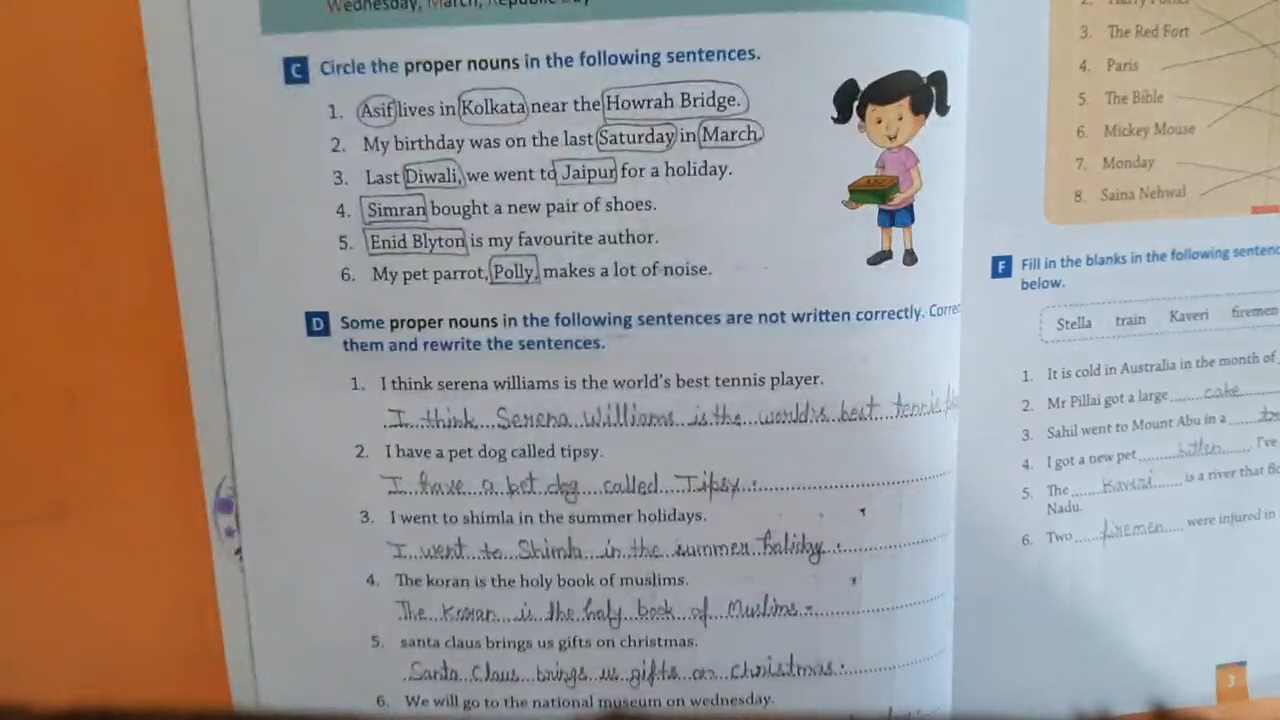 Wednesday, March, Republic Day
C Circle the proper nouns in the following sentences.
1. Asif lives in Kolkata near the Howrah Bridge.
2. My birthday was on the last Saturday in March.
3. Last Diwali, we went to Jaipur for a holiday.
4. Simran bought a new pair of shoes.
5. Enid Blyton is my favourite author.
6. My pet parrot, Polly, makes a lot of noise.
D Some proper nouns in the following sentences are not written correctly. Correc
them and rewrite the sentences.
1. I think serena williams is the world's best tennis player.
I think Serena Williams is the world's best tennis
2. I have a pet dog called tipsy.
I have a pet dog called Tipsy.
3. I went to shimla in the summer holidays.
I went to Shimla in the summer holiday.
4. The koran is the holy book of muslims.
The Koran is the holy book of Muslims.
5. santa claus brings us gifts on christmas.
Santa Claus brings us gifts on christmas.
6. We will go to the national museum on wednesday.
2. Harry Potter
3. The Red Fort
4. Paris
5. The Bible
6. Mickey Mouse
7. Monday
8. Saina Nehwal
F Fill in the blanks in the following sentenc
below.
Stella train Kaveri firemen
1. It is cold in Australia in the month of
2. Mr Pillai got a large cake
3. Sahil went to Mount Abu in a
4. I got a new pet I've
5. The Kaveri is a river that
Nadu.
6. Two firemen were injured in
3